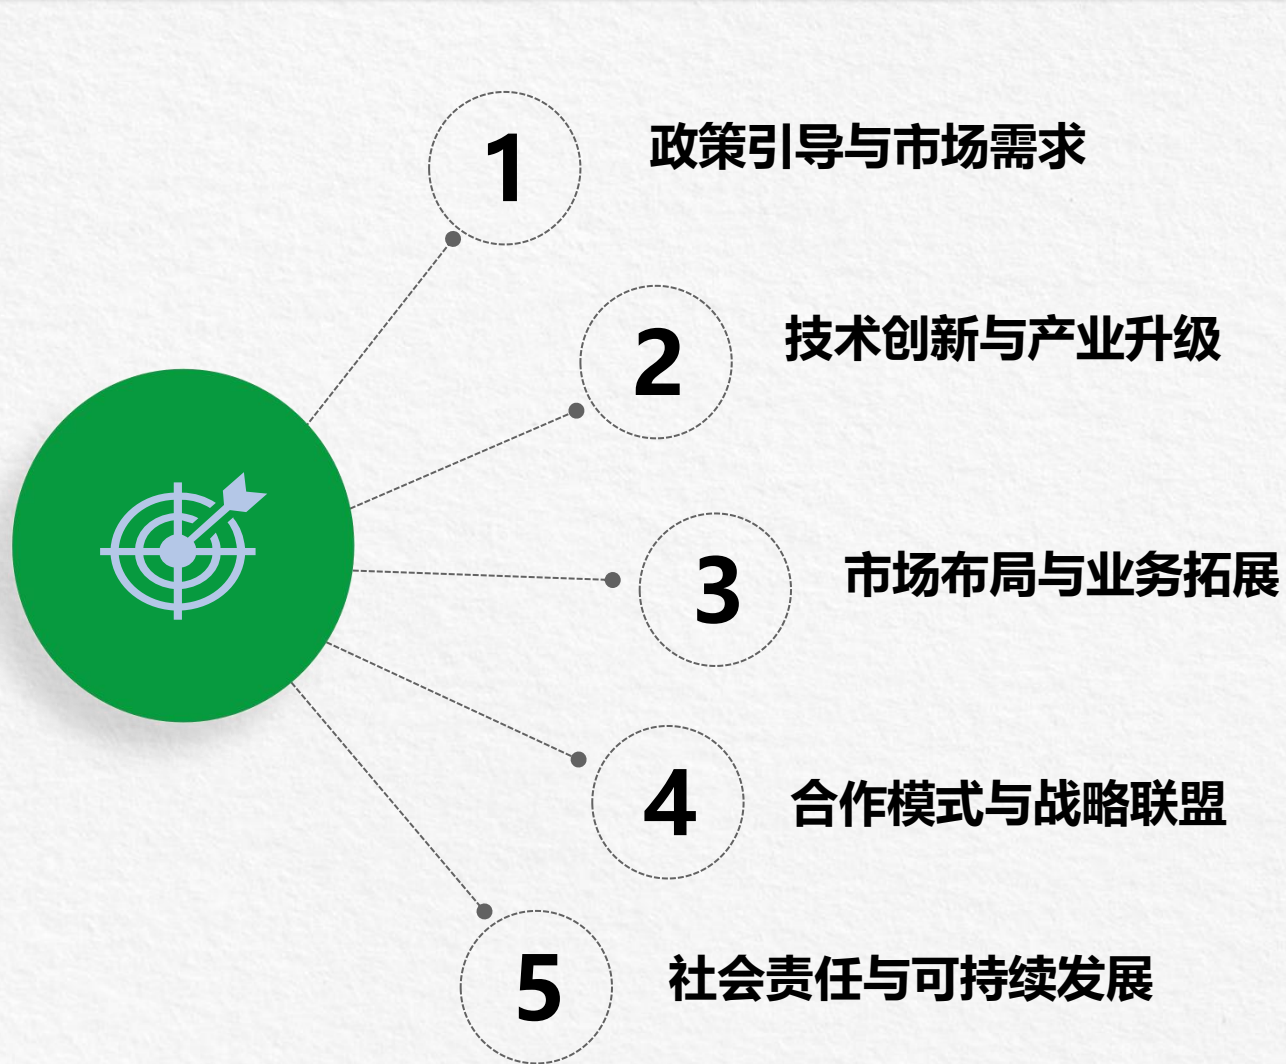 1
政策引导与市场需求
2
技术创新与产业升级
3
市场布局与业务拓展
4
合作模式与战略联盟
5
社会责任与可持续发展